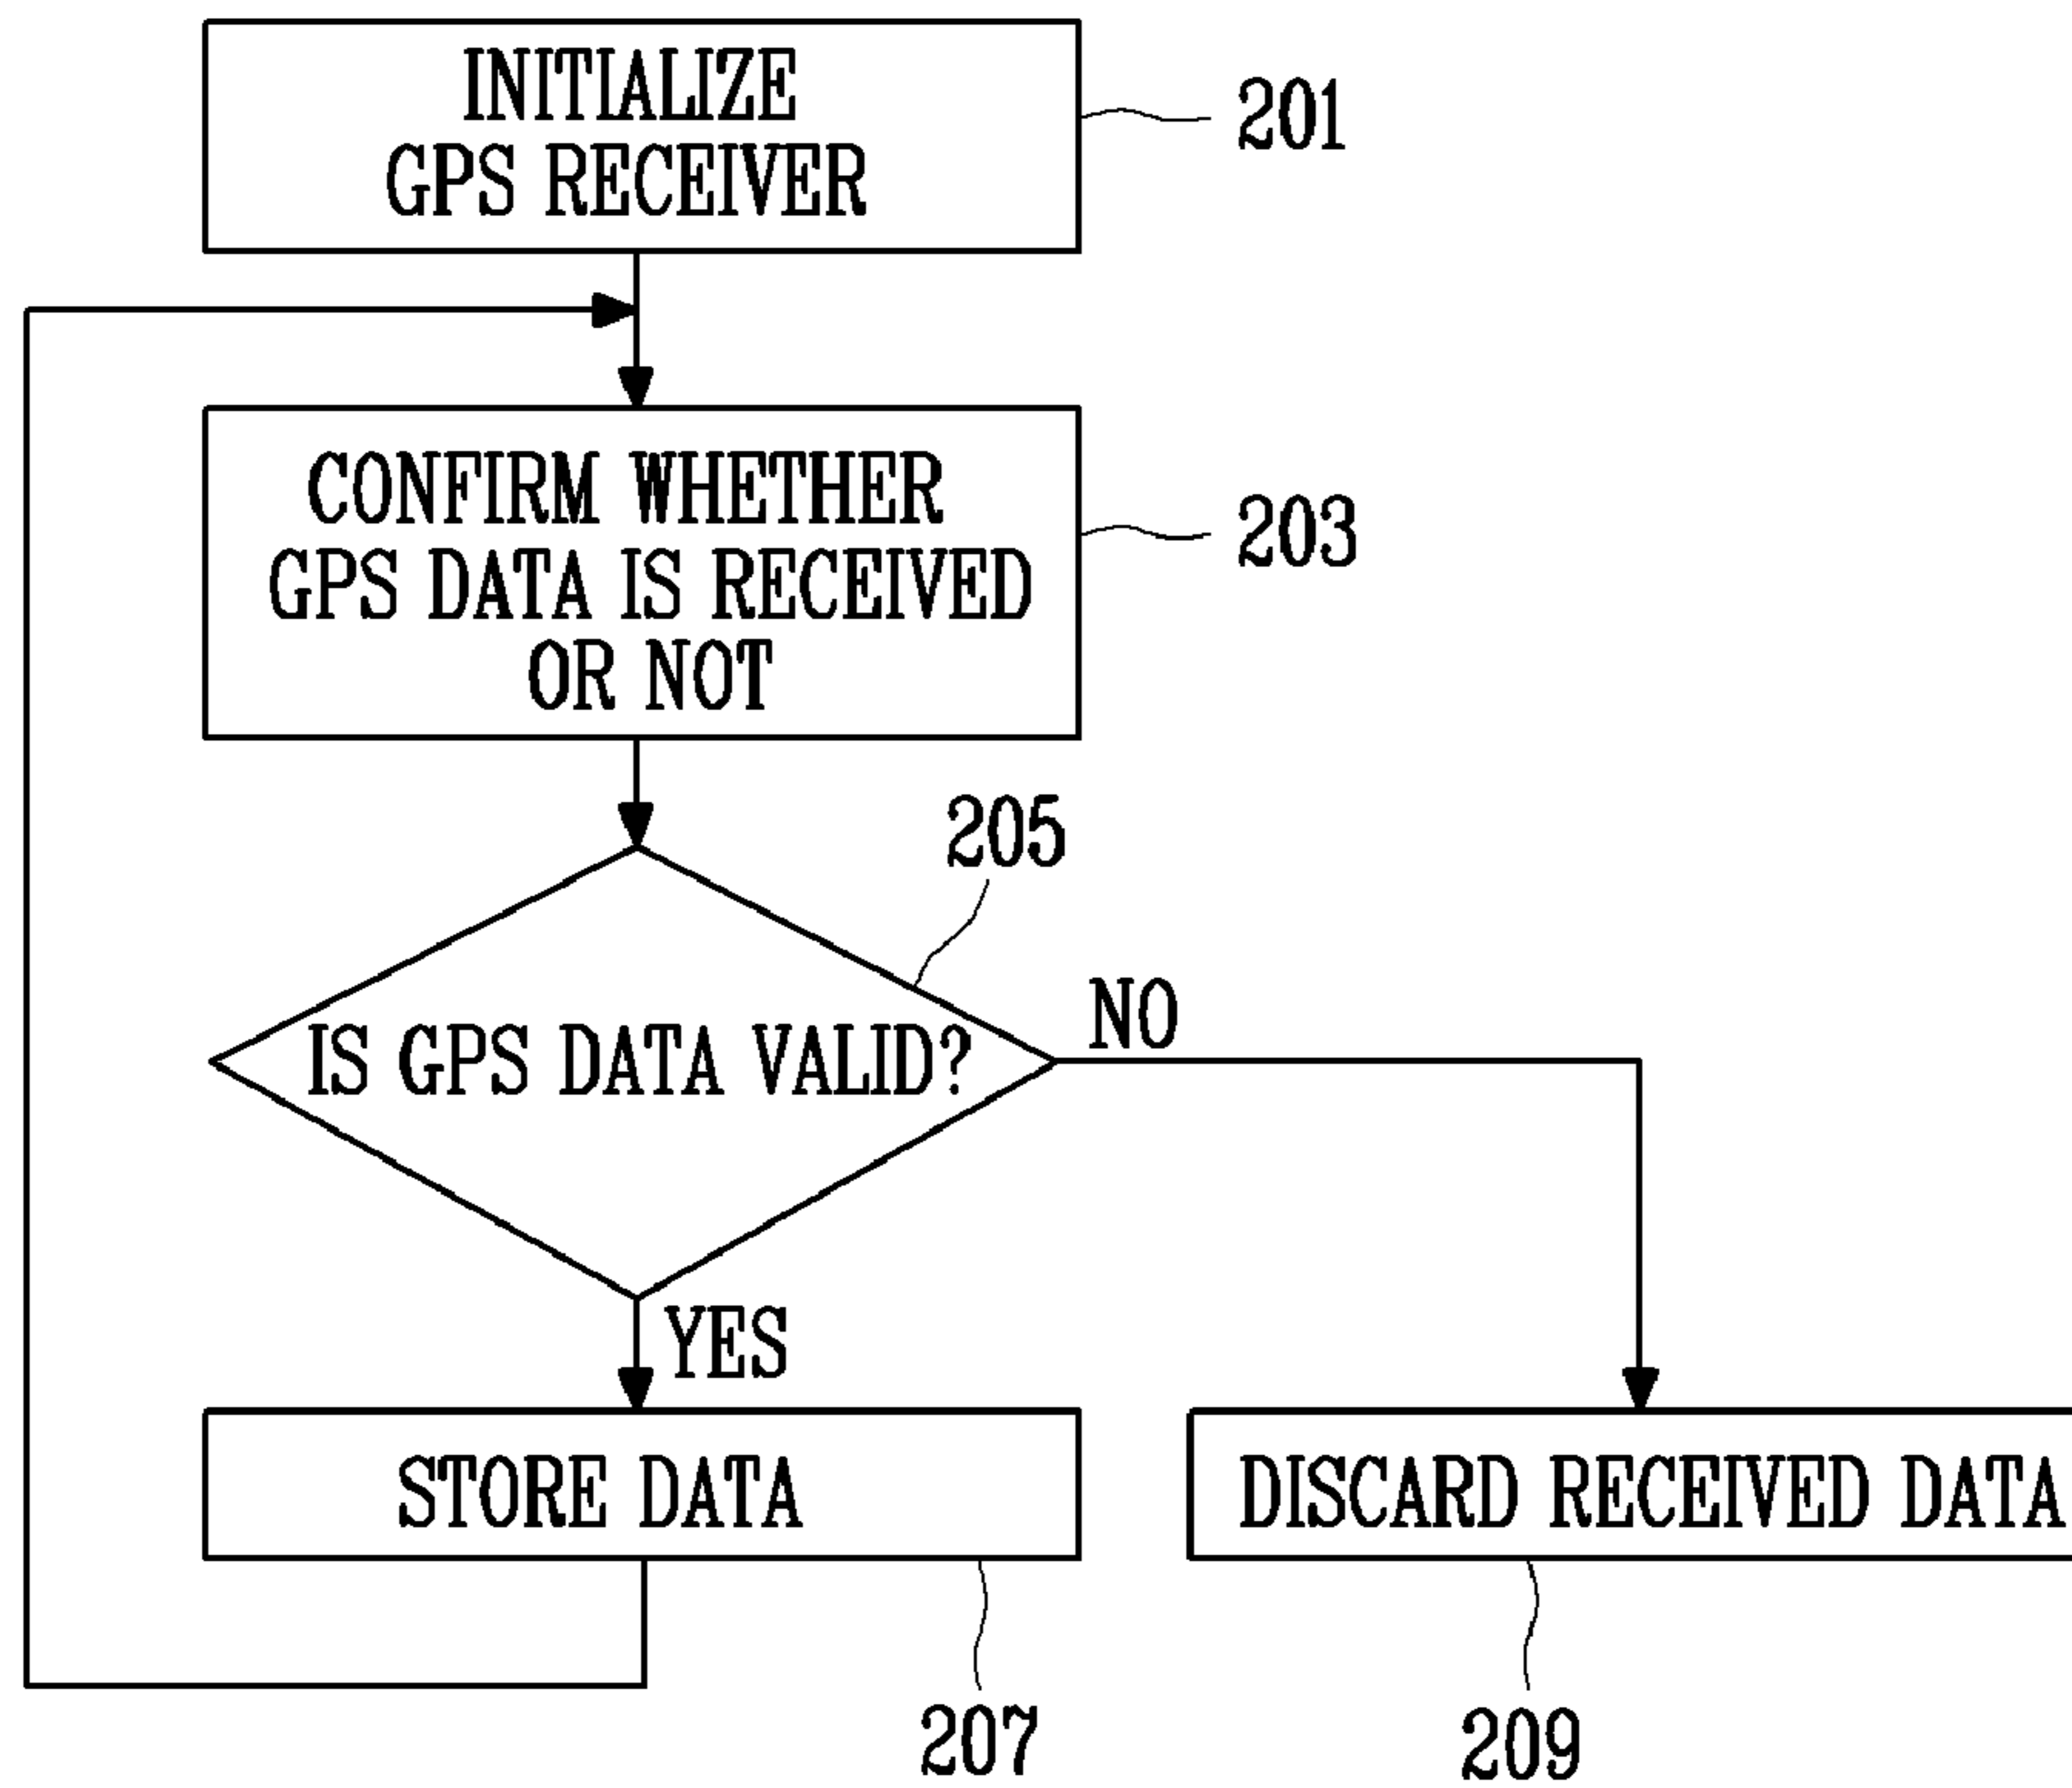 INITIALIZE
GPS RECEIVER
201
CONFIRM WHETHER
GPS DATA IS RECEIVED
OR NOT
203
205
IS GPS DATA VALID?
NO
YES
STORE DATA
DISCARD RECEIVED DATA
207
209